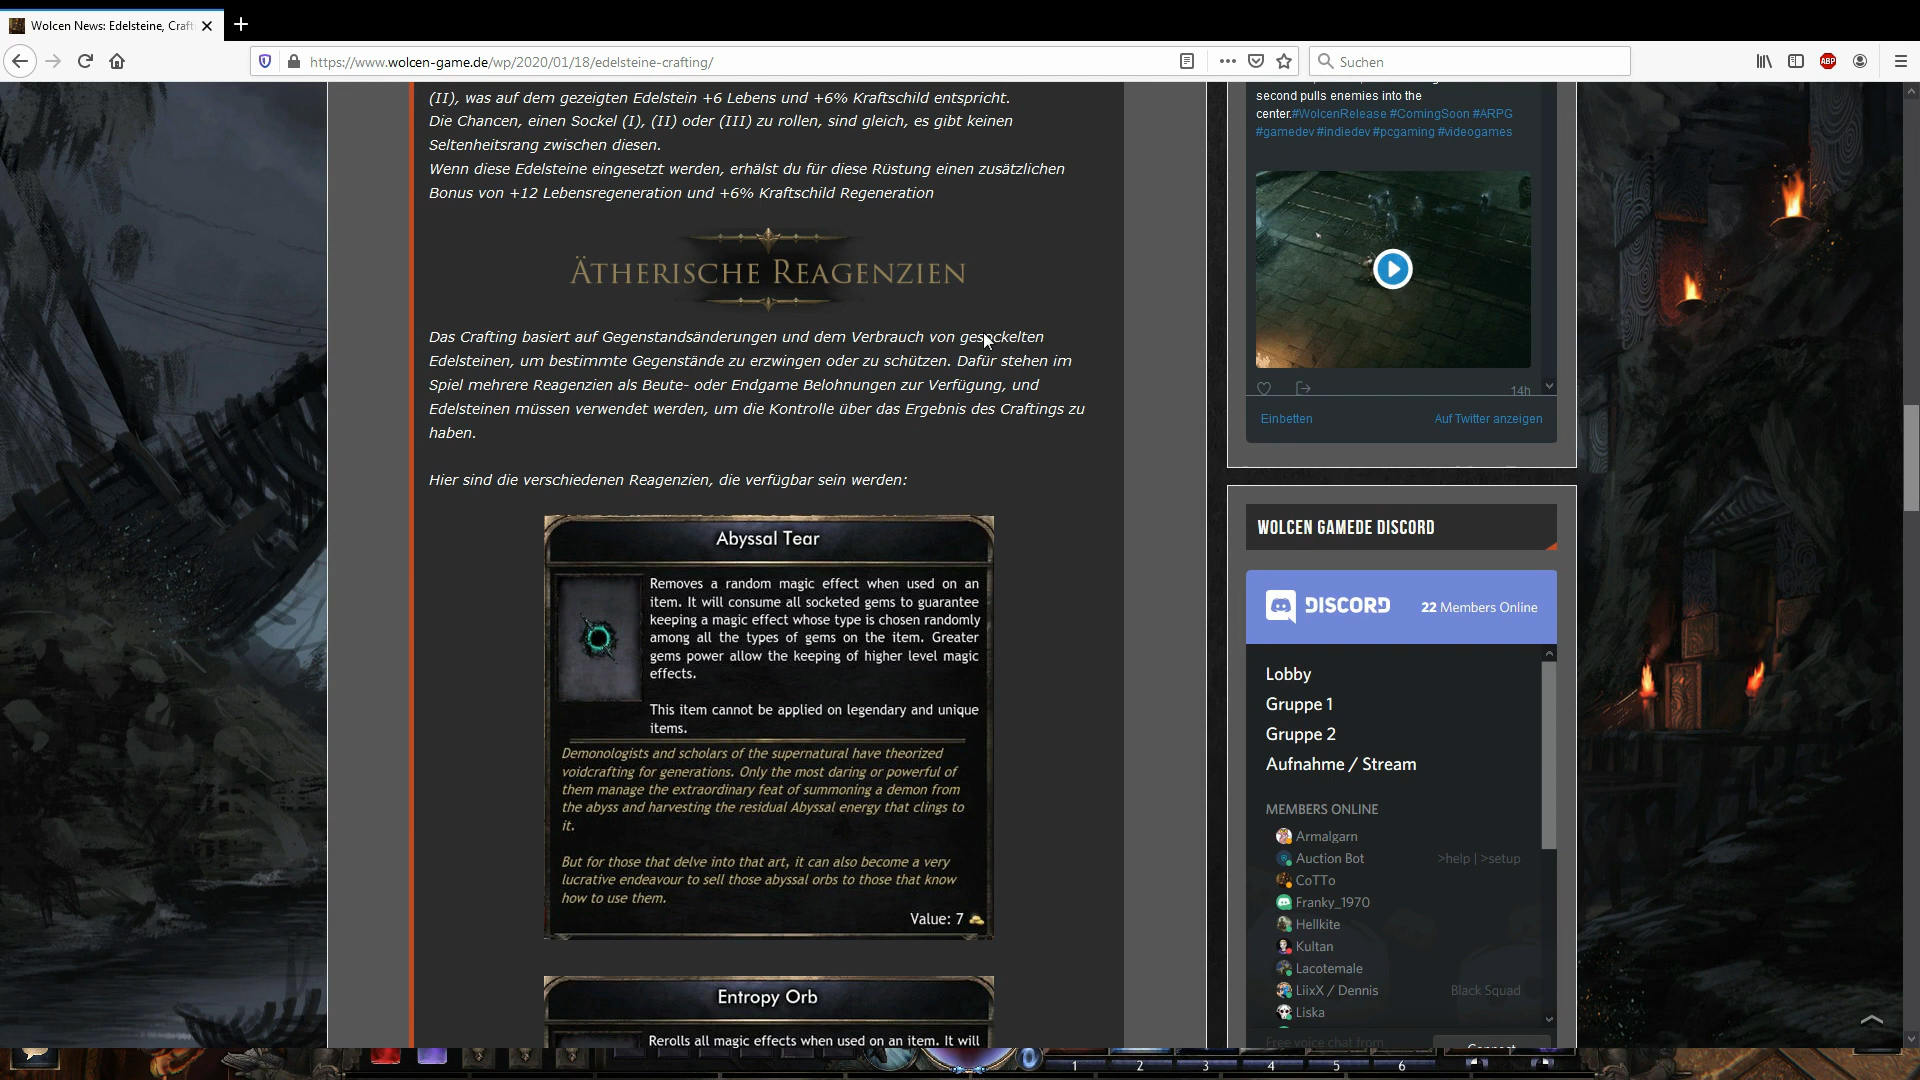 Wolcen News: Edelsteine, Craft
https://www.wolcen-game.de/wp/2020/01/18/edelsteine-crafting/
Suchen
ABP
(II), was auf dem gezeigten Edelstein +6 Lebens und +6% Kraftschild entspricht.
Die Chancen, einen Sockel (I), (II) oder (III) zu rollen, sind gleich, es gibt keinen
Seltenheitsrang zwischen diesen.
Wenn diese Edelsteine eingesetzt werden, erhälst du für diese Rüstung einen zusätzlichen
Bonus von +12 Lebensregeneration und +6% Kraftschild Regeneration
ÄTHERISCHE REAGENZIEN
Das Crafting basiert auf Gegenstandsänderungen und dem Verbrauch von gesockelten
Edelsteinen, um bestimmte Gegenstände zu erzwingen oder zu schützen. Dafür stehen im
Spiel mehrere Reagenzien als Beute- oder Endgame Belohnungen zur Verfügung, und
Edelsteinen müssen verwendet werden, um die Kontrolle über das Ergebnis des Craftings zu
haben.
Hier sind die verschiedenen Reagenzien, die verfügbar sein werden:
Abyssal Tear
Removes a random magic effect when used on an
item. It will consume all socketed gems to guarantee
keeping a magic effect whose type is chosen randomly
among all the types of gems on the item. Greater
gems power allow the keeping of higher level magic
effects.
This item cannot be applied on legendary and unique
items.
Demonologists and scholars of the supernatural have theorized
voidcrafting for generations. Only the most daring or powerful of
them manage the extraordinary feat of summoning a demon from
the abyss and harvesting the residual Abyssal energy that clings to
it.
But for those that delve into that art, it can also become a very
lucrative endeavour to sell those abyssal orbs to those that know
how to use them.
Value: 7
Entropy Orb
Rerolls all magic effects when used on an item. It will
second pulls enemies into the
center.#WolcenRelease #ComingSoon #ARPG
#gamedev #indiedev #pcgaming #videogames
14h
Einbetten
Auf Twitter anzeigen
WOLCEN GAMEDE DISCORD
DISCORD
22 Members Online
Lobby
Gruppe 1
Gruppe 2
Aufnahme / Stream
MEMBERS ONLINE
Armalgarn
Auction Bot >help | >setup
CoTTo
Franky_1970
Hellkite
Kultan
Lacotemale
LiixX / Dennis Black Squad
Liska
Free voice chat from
Connect
1 2 3 4 5 6